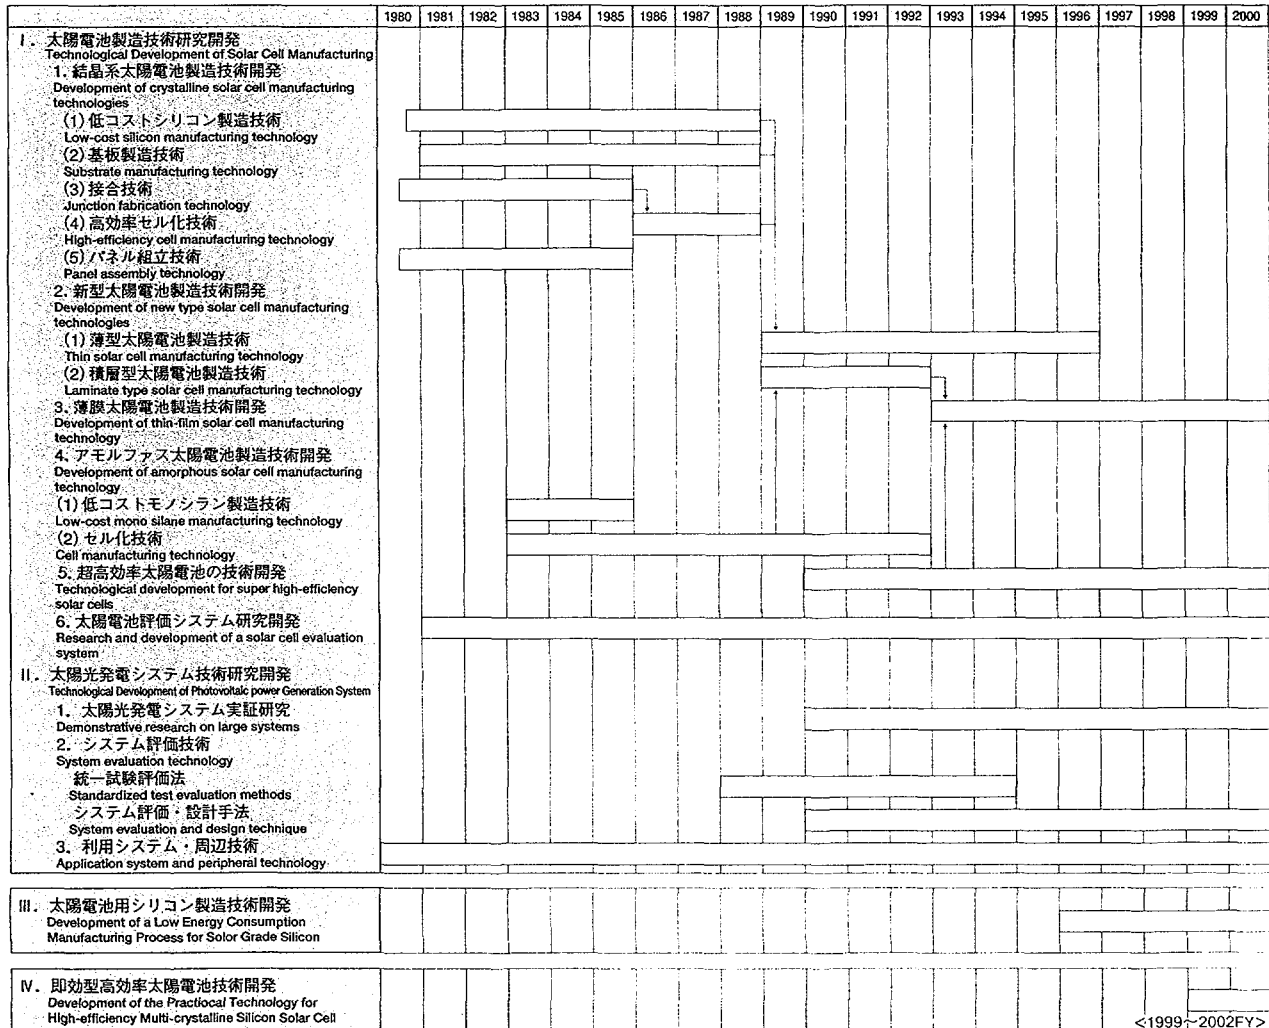 1980 1981 1982 1983 1984 1985 1986 1987 1988 1989 1990 1991 1992 1993 1994 1995 1996 1997 1998 1999 2000
I. 太陽電池製造技術研究開発
Technological Development of Solar Cell Manufacturing
1. 結晶系太陽電池製造技術開発
Development of crystalline solar cell manufacturing
technologies
(1) 低コストシリコン製造技術
Low-cost silicon manufacturing technology
(2) 基板製造技術
Substrate manufacturing technology
(3) 接合技術
Junction fabrication technology
(4) 高効率セル化技術
High-efficiency cell manufacturing technology
(5) パネル組立技術
Panel assembly technology
2. 新型太陽電池製造技術開発
Development of new type solar cell manufacturing
technologies
(1) 薄型太陽電池製造技術
Thin solar cell manufacturing technology
(2) 積層型太陽電池製造技術
Laminate type solar cell manufacturing technology
3. 薄膜太陽電池製造技術開発
Development of thin-film solar cell manufacturing
technology
4. アモルファス太陽電池製造技術開発
Development of amorphous solar cell manufacturing
technology
(1) 低コストモノシラン製造技術
Low-cost mono silane manufacturing technology
(2) セル化技術
Cell manufacturing technology
5. 超高効率太陽電池の技術開発
Technological development for super high-efficiency
solar cells
6. 太陽電池評価システム研究開発
Research and development of a solar cell evaluation
system
II. 太陽光発電システム技術研究開発
Technological Development of Photovoltaic power Generation System
1. 太陽光発電システム実証研究
Demonstrative research on large systems
2. システム評価技術
System evaluation technology
統一試験評価法
Standardized test evaluation methods
システム評価・設計手法
System evaluation and design technique
3. 利用システム・周辺技術
Application system and peripheral technology
III. 太陽電池用シリコン製造技術開発
Development of a Low Energy Consumption
Manufacturing Process for Solor Grade Silicon
IV. 即効型高効率太陽電池技術開発
Development of the Practiocal Technology for
High-efficiency Multi-crystalline Silicon Solar Cell
<1999～2002FY>